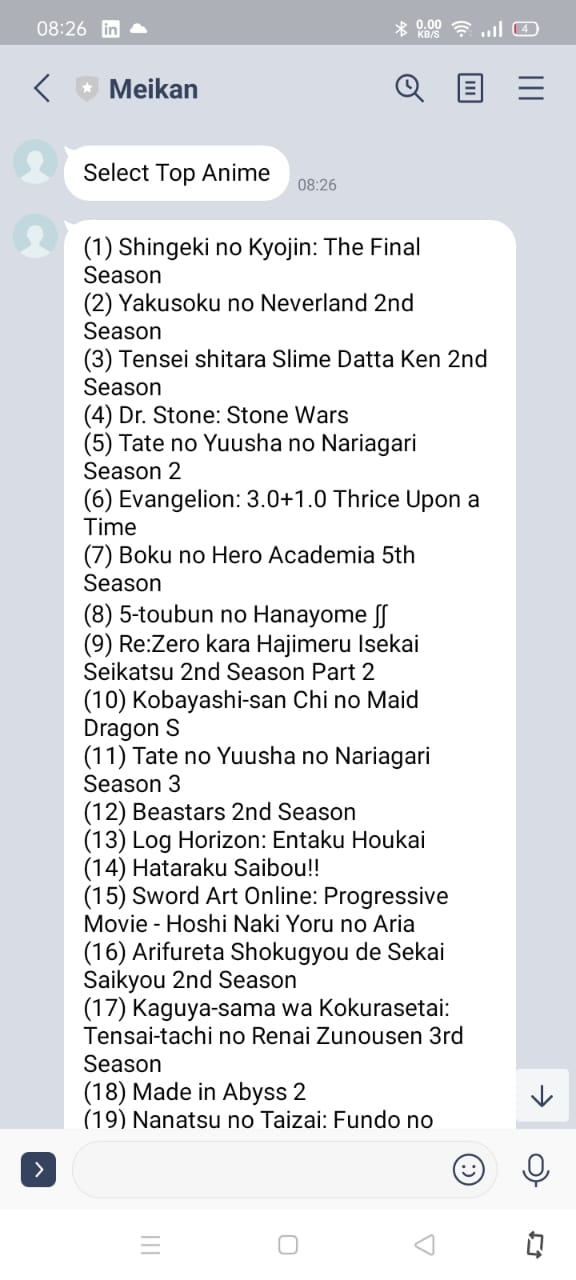 08:26 in 0.00 KB/S 4
Meikan
Select Top Anime
08:26
(1) Shingeki no Kyojin: The Final
Season
(2) Yakusoku no Neverland 2nd
Season
(3) Tensei shitara Slime Datta Ken 2nd
Season
(4) Dr. Stone: Stone Wars
(5) Tate no Yuusha no Nariagari
Season 2
(6) Evangelion: 3.0+1.0 Thrice Upon a
Time
(7) Boku no Hero Academia 5th
Season
(8) 5-toubun no Hanayome ∬
(9) Re:Zero kara Hajimeru Isekai
Seikatsu 2nd Season Part 2
(10) Kobayashi-san Chi no Maid
Dragon S
(11) Tate no Yuusha no Nariagari
Season 3
(12) Beastars 2nd Season
(13) Log Horizon: Entaku Houkai
(14) Hataraku Saibou!!
(15) Sword Art Online: Progressive
Movie - Hoshi Naki Yoru no Aria
(16) Arifureta Shokugyou de Sekai
Saikyou 2nd Season
(17) Kaguya-sama wa Kokurasetai:
Tensai-tachi no Renai Zunousen 3rd
Season
(18) Made in Abyss 2
(19) Nanatsu no Taizai: Fundo no